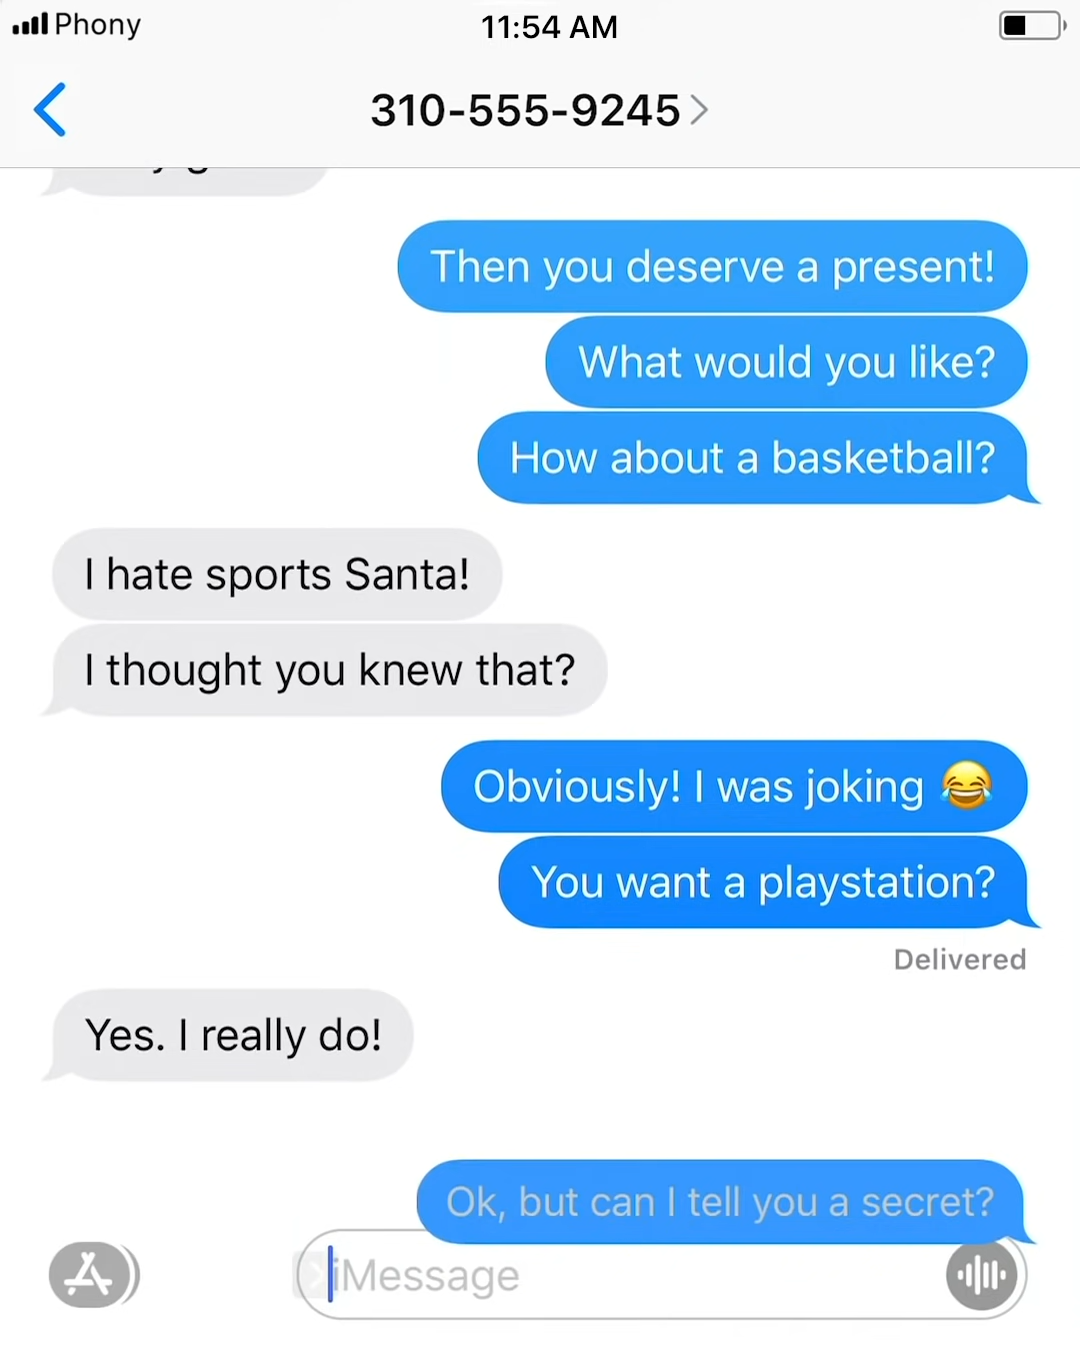 Phony 11:54 AM
310-555-9245
Then you deserve a present!
What would you like?
How about a basketball?
I hate sports Santa!
I thought you knew that?
Obviously! I was joking 😂
You want a playstation?
Delivered
Yes. I really do!
Ok, but can I tell you a secret?
iMessage